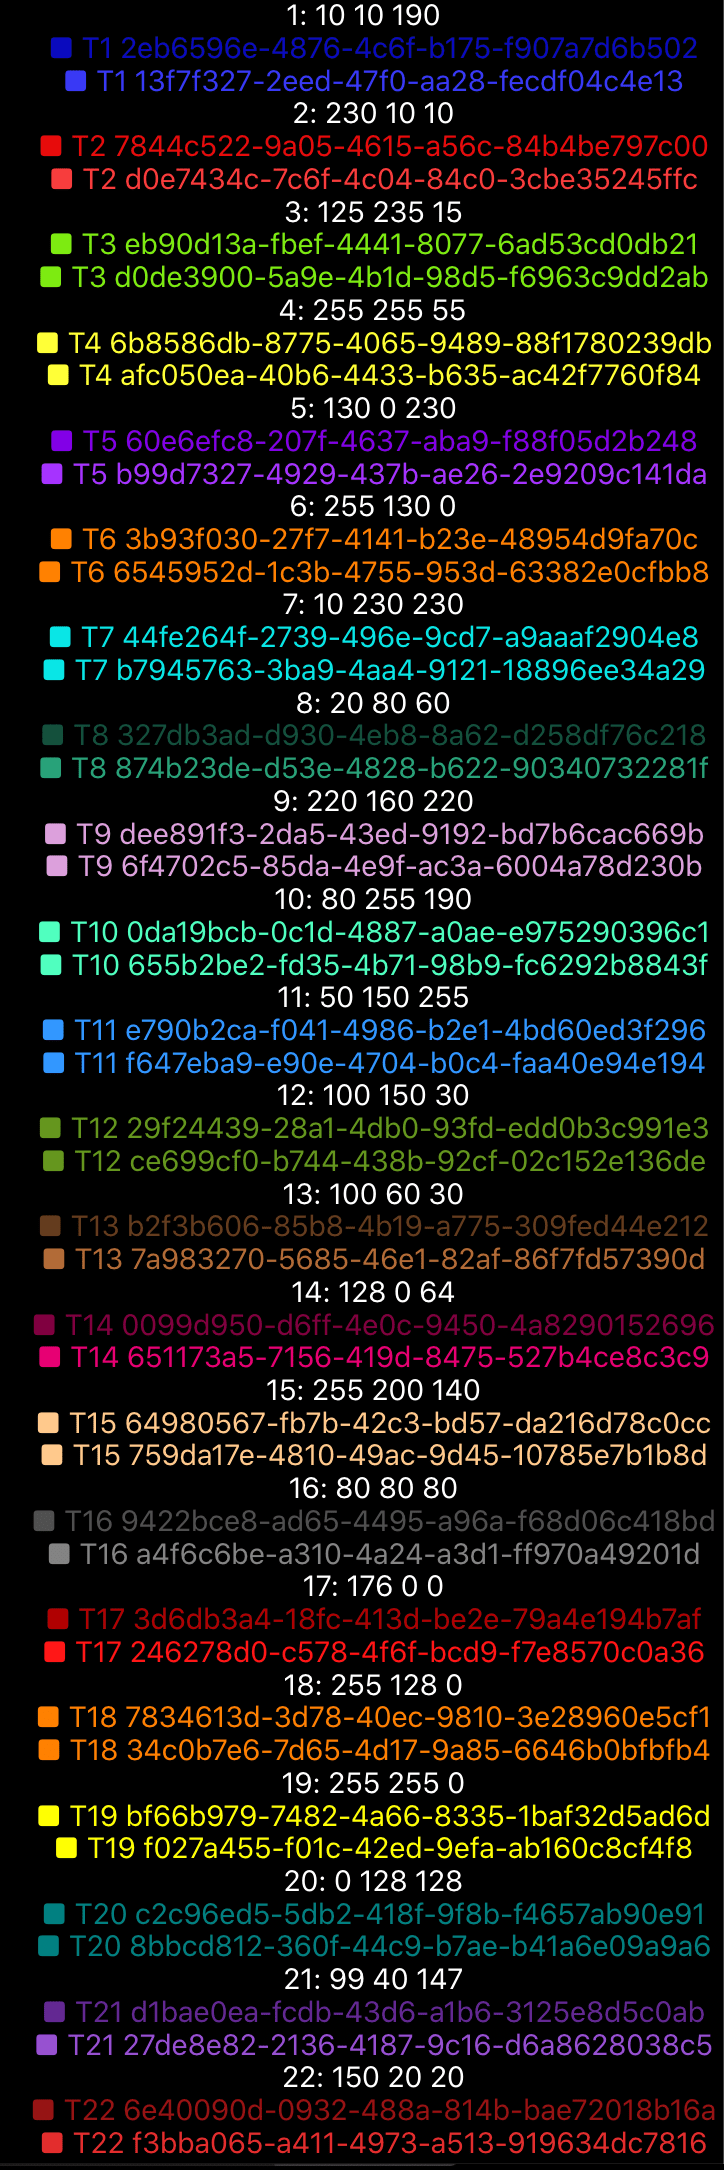 1: 10 10 190
T1 2eb6596e-4876-4c6f-b175-f907a7d6b502
T1 13f7f327-2eed-47f0-aa28-fecdf04c4e13
2: 230 10 10
T2 7844c522-9a05-4615-a56c-84b4be797c00
T2 d0e7434c-7c6f-4c04-84c0-3cbe35245ffc
3: 125 235 15
T3 eb90d13a-fbef-4441-8077-6ad53cd0db21
T3 d0de3900-5a9e-4b1d-98d5-f6963c9dd2ab
4: 255 255 55
T4 6b8586db-8775-4065-9489-88f1780239db
T4 afc050ea-40b6-4433-b635-ac42f7760f84
5: 130 0 230
T5 60e6efc8-207f-4637-aba9-f88f05d2b248
T5 b99d7327-4929-437b-ae26-2e9209c141da
6: 255 130 0
T6 3b93f030-27f7-4141-b23e-48954d9fa70c
T6 6545952d-1c3b-4755-953d-63382e0cfbb8
7: 10 230 230
T7 44fe264f-2739-496e-9cd7-a9aaaf2904e8
T7 b7945763-3ba9-4aa4-9121-18896ee34a29
8: 20 80 60
T8 327db3ad-d930-4eb8-8a62-d258df76c218
T8 874b23de-d53e-4828-b622-90340732281f
9: 220 160 220
T9 dee891f3-2da5-43ed-9192-bd7b6cac669b
T9 6f4702c5-85da-4e9f-ac3a-6004a78d230b
10: 80 255 190
T10 0da19bcb-0c1d-4887-a0ae-e975290396c1
T10 655b2be2-fd35-4b71-98b9-fc6292b8843f
11: 50 150 255
T11 e790b2ca-f041-4986-b2e1-4bd60ed3f296
T11 f647eba9-e90e-4704-b0c4-faa40e94e194
12: 100 150 30
T12 29f24439-28a1-4db0-93fd-edd0b3c991e3
T12 ce699cf0-b744-438b-92cf-02c152e136de
13: 100 60 30
T13 b2f3b606-85b8-4b19-a775-309fed44e212
T13 7a983270-5685-46e1-82af-86f7fd57390d
14: 128 0 64
T14 0099d950-d6ff-4e0c-9450-4a8290152696
T14 651173a5-7156-419d-8475-527b4ce8c3c9
15: 255 200 140
T15 64980567-fb7b-42c3-bd57-da216d78c0cc
T15 759da17e-4810-49ac-9d45-10785e7b1b8d
16: 80 80 80
T16 9422bce8-ad65-4495-a96a-f68d06c418bd
T16 a4f6c6be-a310-4a24-a3d1-ff970a49201d
17: 176 0 0
T17 3d6db3a4-18fc-413d-be2e-79a4e194b7af
T17 246278d0-c578-4f6f-bcd9-f7e8570c0a36
18: 255 128 0
T18 7834613d-3d78-40ec-9810-3e28960e5cf1
T18 34c0b7e6-7d65-4d17-9a85-6646b0bfbfb4
19: 255 255 0
T19 bf66b979-7482-4a66-8335-1baf32d5ad6d
T19 f027a455-f01c-42ed-9efa-ab160c8cf4f8
20: 0 128 128
T20 c2c96ed5-5db2-418f-9f8b-f4657ab90e91
T20 8bbcd812-360f-44c9-b7ae-b41a6e09a9a6
21: 99 40 147
T21 d1bae0ea-fcdb-43d6-a1b6-3125e8d5c0ab
T21 27de8e82-2136-4187-9c16-d6a8628038c5
22: 150 20 20
T22 6e40090d-0932-488a-814b-bae72018b16a
T22 f3bba065-a411-4973-a513-919634dc7816